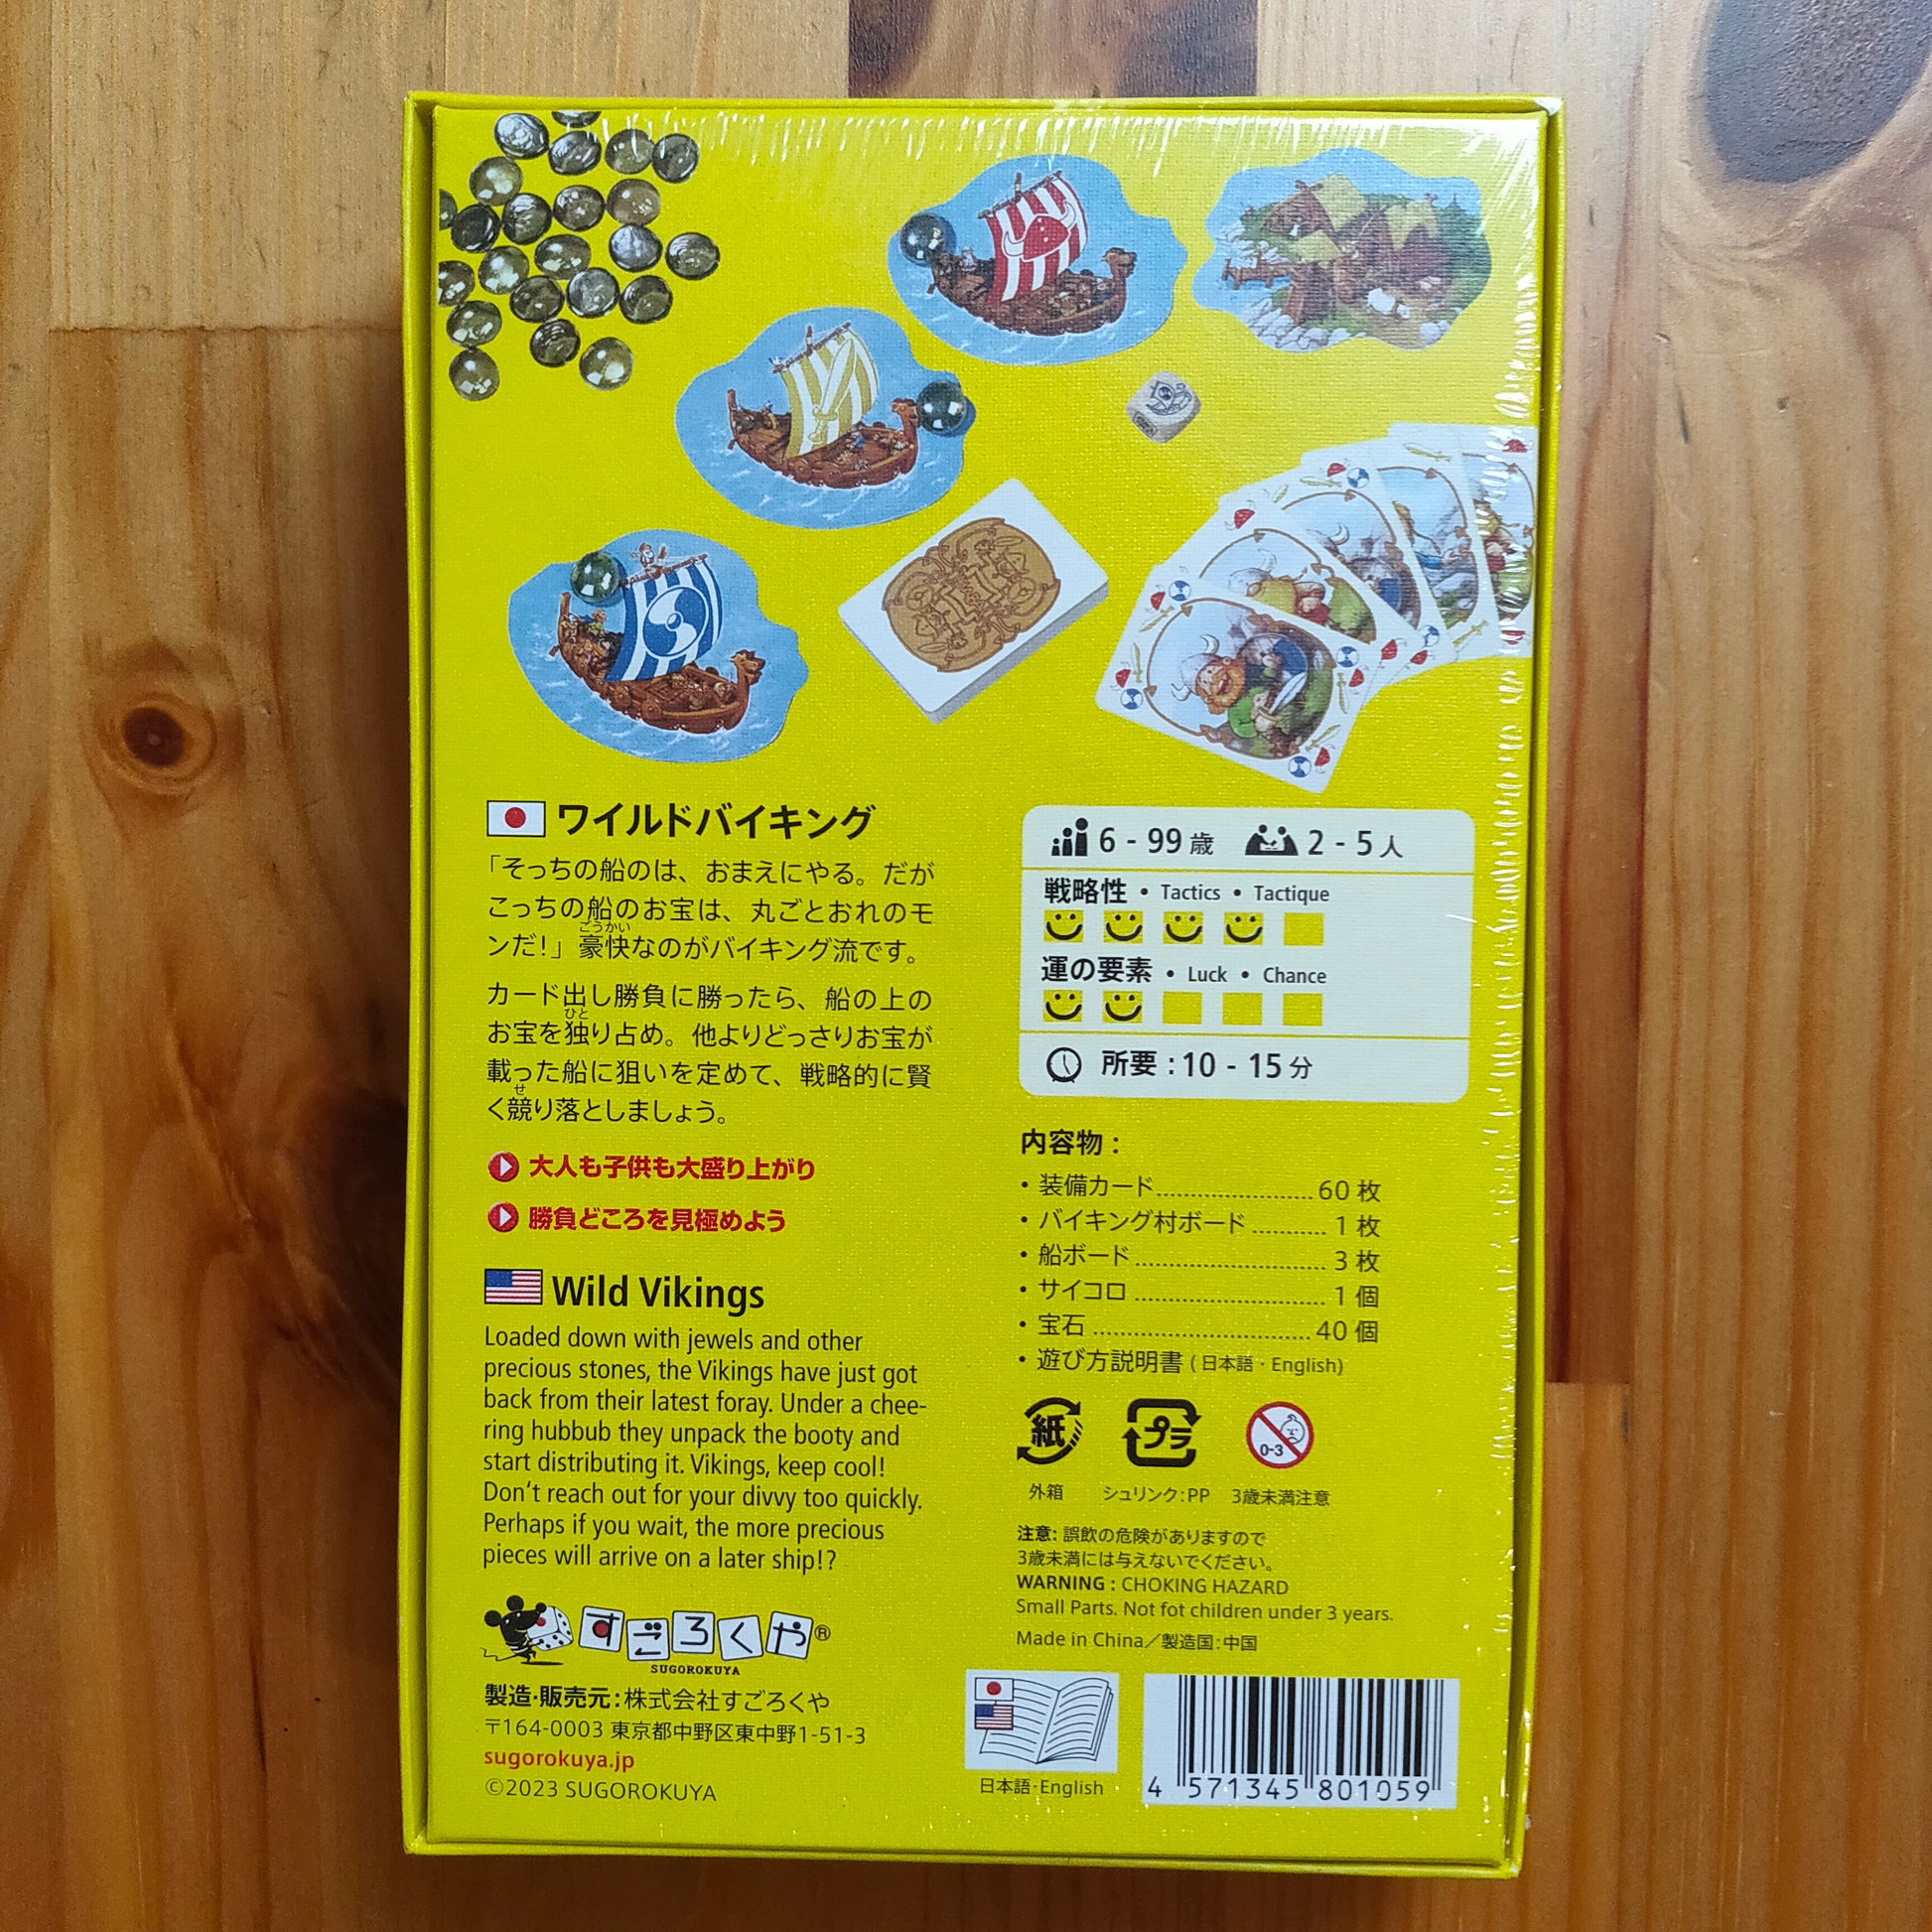 ワイルドバイキング
「そっちの船のは、おまえにやる。だが
こっちの船のお宝は、丸ごとおれのモ
ごうかい
ンだ!」豪快なのがバイキング流です。
カード出し勝負に勝ったら、船の上の
ひと
お宝を独り占め。他よりどっさりお宝が
載った船に狙いを定めて、戦略的に賢
せ
く競り落としましょう。
大人も子供も大盛り上がり
勝負どころを見極めよう
Wild Vikings
Loaded down with jewels and other
precious stones, the Vikings have just got
back from their latest foray. Under a chee-
ring hubbub they unpack the booty and
start distributing it. Vikings, keep cool!
Don't reach out for your divvy too quickly.
Perhaps if you wait, the more precious
pieces will arrive on a later ship!?
すごろくや®
SUGOROKUYA
製造・販売元:株式会社すごろくや
〒164-0003 東京都中野区東中野1-51-3
sugorokuya.jp
©2023 SUGOROKUYA
6 - 99 歳 2 - 5 人
戦略性 • Tactics • Tactique
運の要素 • Luck • Chance
所要 : 10 - 15 分
内容物 :
• 装備カード........................ 60 枚
• バイキング村ボード ........... 1 枚
• 船ボード ............................. 3 枚
• サイコロ ............................. 1 個
• 宝石 ................................. 40 個
• 遊び方説明書 ( 日本語・English)
紙 プラ 0-3
外箱 シュリンク:PP 3歳未満注意
注意: 誤飲の危険がありますので
3歳未満には与えないでください。
WARNING : CHOKING HAZARD
Small Parts. Not fot children under 3 years.
Made in China／製造国:中国
日本語・English
4 571345 801059